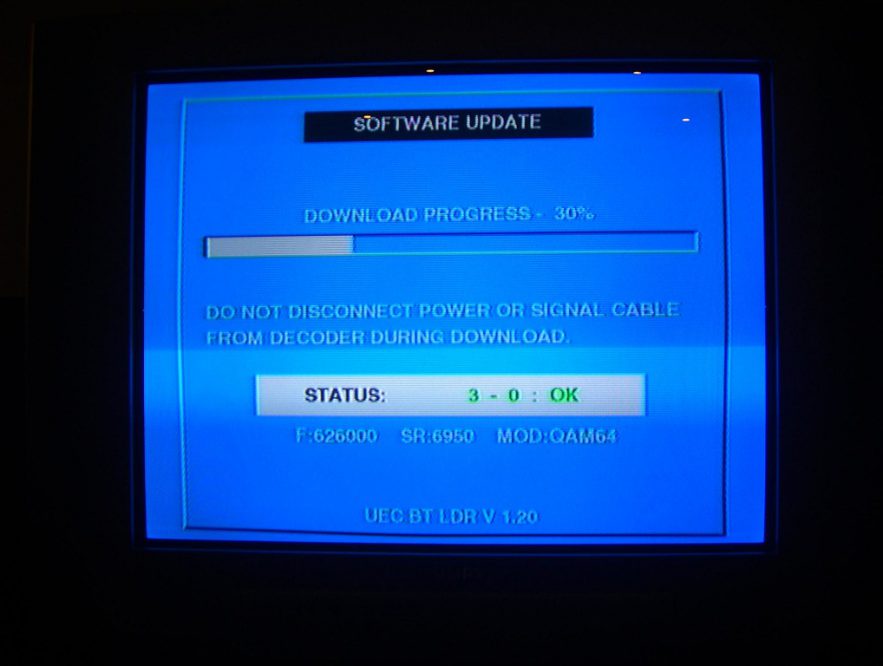 SOFTWARE UPDATE
DOWNLOAD PROGRESS - 30%
DO NOT DISCONNECT POWER OR SIGNAL CABLE
FROM DECODER DURING DOWNLOAD.
STATUS: 3 - 0 : OK
F:626000 SR:6950 MOD:QAM64
UEC BT LDR V 1.20